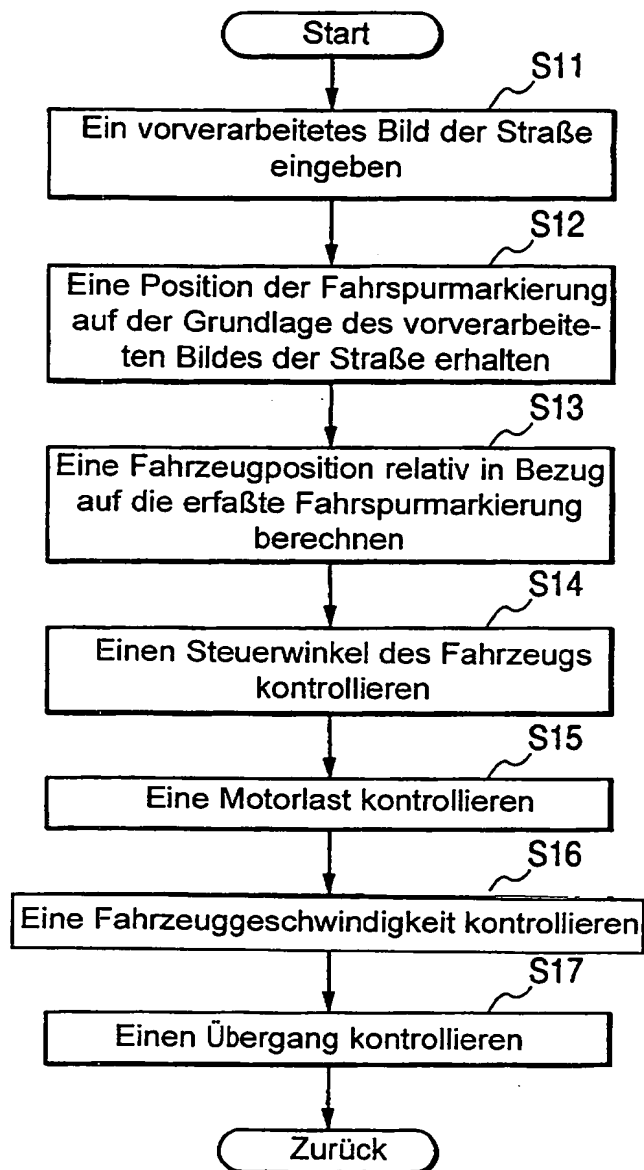 Start
S11
Ein vorverarbeitetes Bild der Straße
eingeben
S12
Eine Position der Fahrspurmarkierung
auf der Grundlage des vorverarbeite-
ten Bildes der Straße erhalten
S13
Eine Fahrzeugposition relativ in Bezug
auf die erfaßte Fahrspurmarkierung
berechnen
S14
Einen Steuerwinkel des Fahrzeugs
kontrollieren
S15
Eine Motorlast kontrollieren
S16
Eine Fahrzeuggeschwindigkeit kontrollieren
S17
Einen Übergang kontrollieren
Zurück